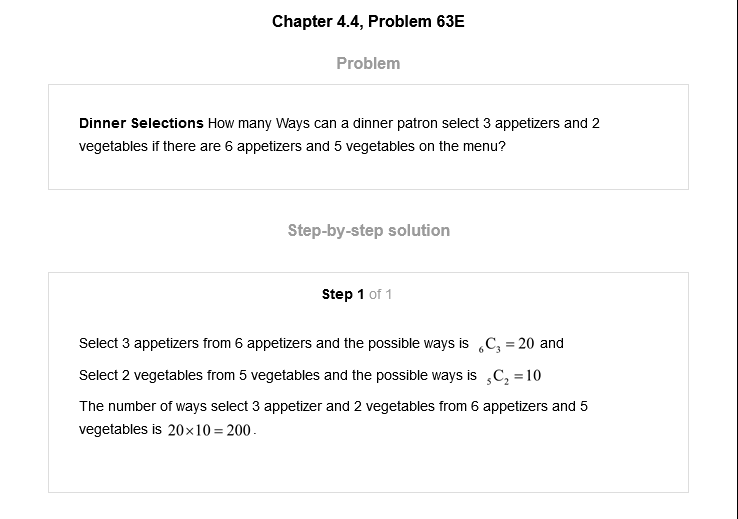 Chapter 4.4, Problem 63E
Problem
Dinner Selections How many Ways can a dinner patron select 3 appetizers and 2
vegetables if there are 6 appetizers and 5 vegetables on the menu?
Step-by-step solution
Step 1 of 1
Select 3 appetizers from 6 appetizers and the possible ways is ₆C₃ = 20 and
Select 2 vegetables from 5 vegetables and the possible ways is ₅C₂ = 10
The number of ways select 3 appetizer and 2 vegetables from 6 appetizers and 5
vegetables is 20×10 = 200.